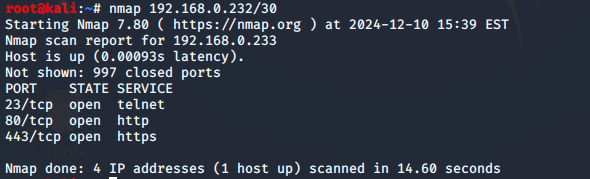 root@kali:~# nmap 192.168.0.232/30
Starting Nmap 7.80 ( https://nmap.org ) at 2024-12-10 15:39 EST
Nmap scan report for 192.168.0.233
Host is up (0.00093s latency).
Not shown: 997 closed ports
PORT    STATE SERVICE
23/tcp  open  telnet
80/tcp  open  http
443/tcp open  https
Nmap done: 4 IP addresses (1 host up) scanned in 14.60 seconds